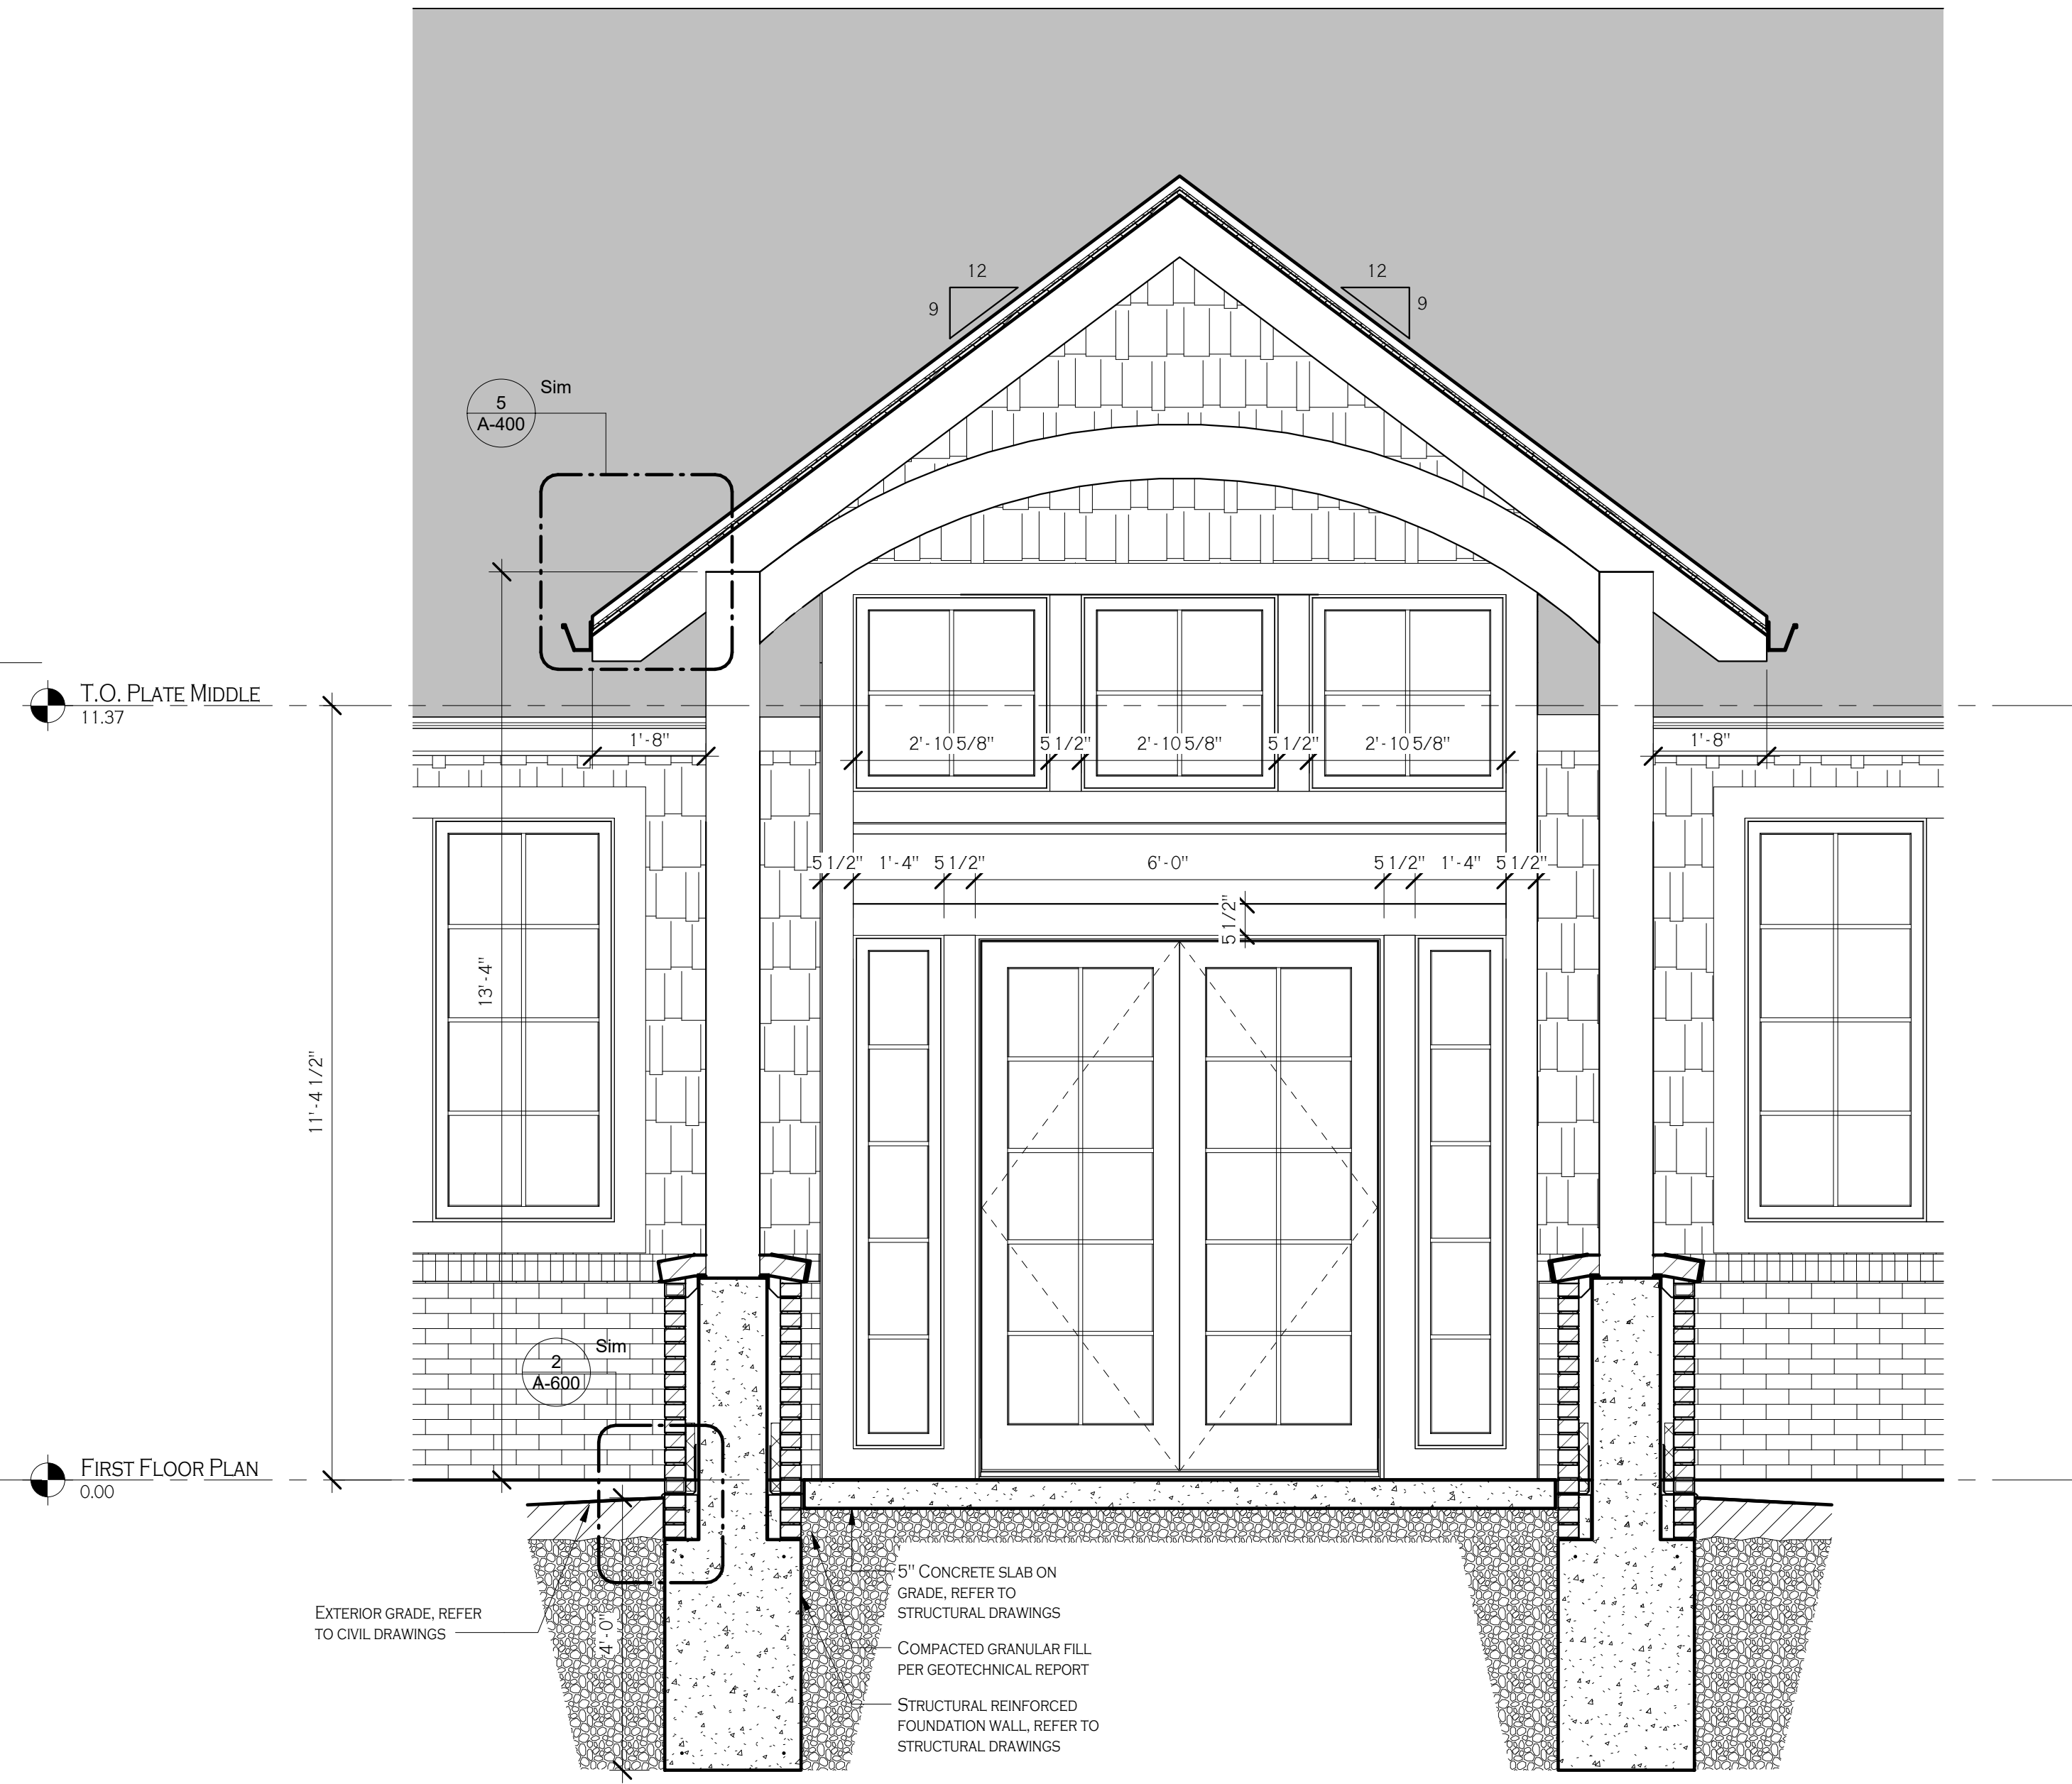 12
9
12
9
Sim
5
A-400
T.O. PLATE MIDDLE
11.37
1'-8"
2'-10 5/8"
5 1/2"
2'-10 5/8"
5 1/2"
2'-10 5/8"
1'-8"
5 1/2"
1'-4"
5 1/2"
6'-0"
5 1/2"
1'-4"
5 1/2"
5 1/2"
13'-4"
11'-4 1/2"
Sim
2
A-600
FIRST FLOOR PLAN
0.00
EXTERIOR GRADE, REFER
TO CIVIL DRAWINGS
4'-0"
5" CONCRETE SLAB ON
GRADE, REFER TO
STRUCTURAL DRAWINGS
COMPACTED GRANULAR FILL
PER GEOTECHNICAL REPORT
STRUCTURAL REINFORCED
FOUNDATION WALL, REFER TO
STRUCTURAL DRAWINGS